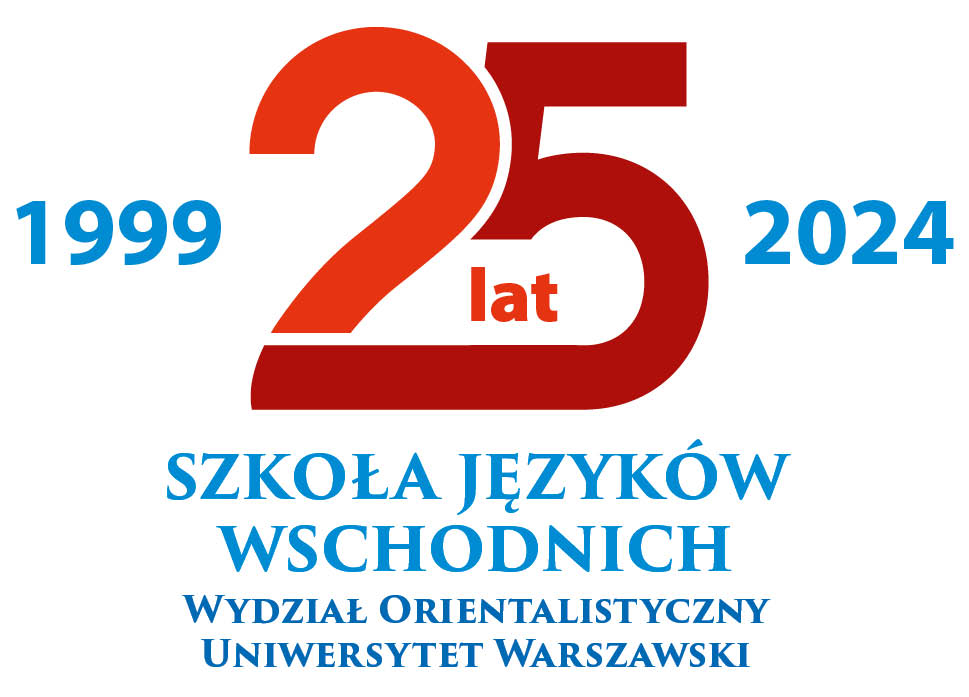 1999 25 2024
lat
SZKOŁA JĘZYKÓW
WSCHODNICH
WYDZIAŁ ORIENTALISTYCZNY
UNIWERSYTET WARSZAWSKI